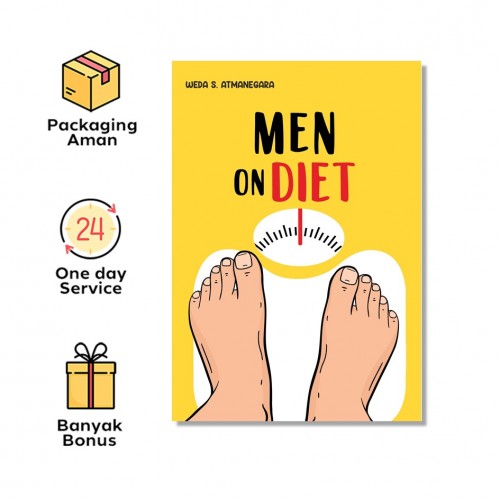 Packaging
Aman
24
One day
Service
Banyak
Bonus
WEDA S. ATMANEGARA
MEN
ON DIET